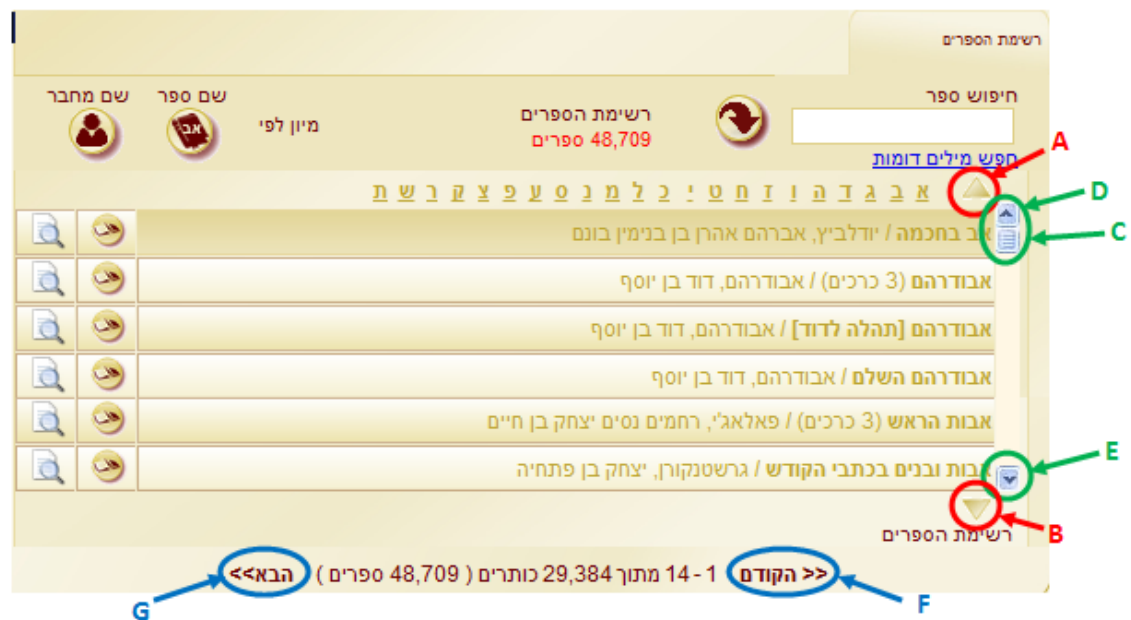 רשימת הספרים
חיפוש ספר
חפש מילים דומות
רשימת הספרים
48,709 ספרים
מיון לפי
שם ספר
אב
שם מחבר
א ב ג ד ה ו ז ח ט י כ ל מ נ ס ע פ צ ק ר ש ת
A
D
C
אב בחכמה / יודלביץ, אברהם אהרן בן בנימין בונם
אבודרהם (3 כרכים) / אבודרהם, דוד בן יוסף
אבודרהם [תהלה לדוד] / אבודרהם, דוד בן יוסף
אבודרהם השלם / אבודרהם, דוד בן יוסף
אבות הראש (3 כרכים) / פאלאג'י, רחמים נסים יצחק בן חיים
E
אבות ובנים בכתבי הקודש / גרשטנקורן, יצחק בן פתחיה
B
רשימת הספרים
<< הקודם 1 - 14 מתוך 29,384 כותרים ( 48,709 ספרים ) הבא>>
F
G